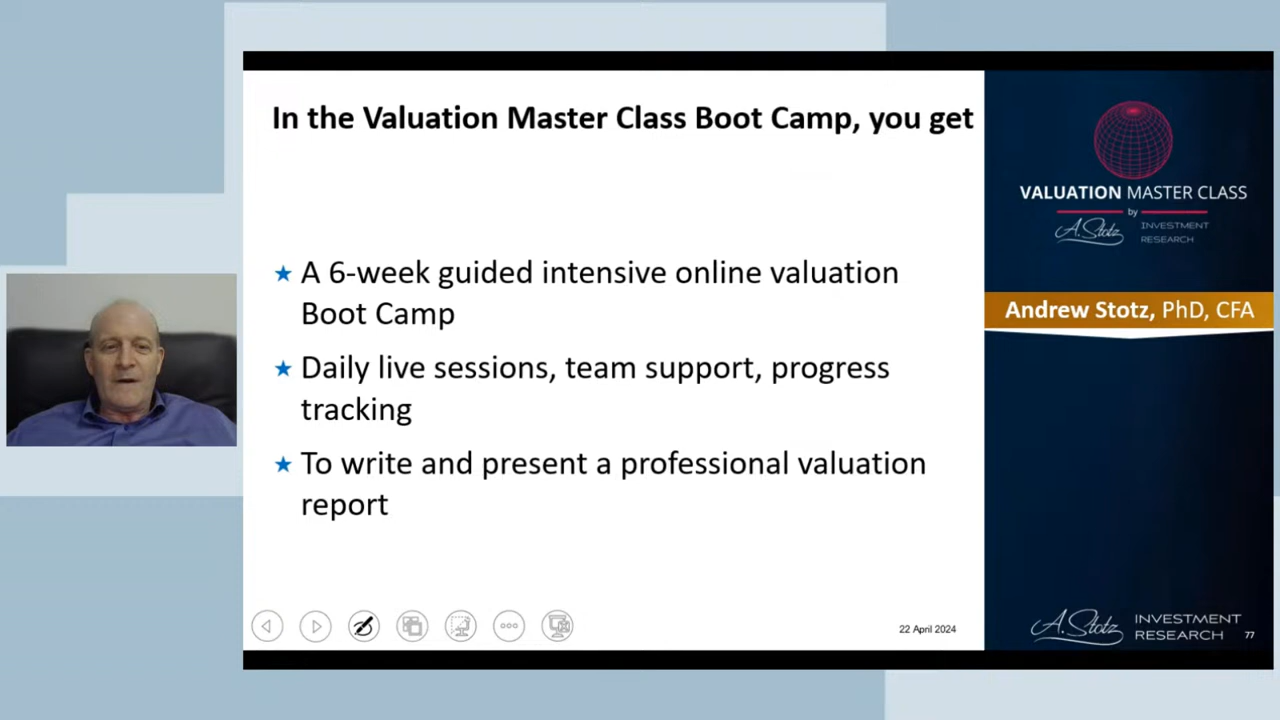 In the Valuation Master Class Boot Camp, you get
★ A 6-week guided intensive online valuation
Boot Camp
★ Daily live sessions, team support, progress
tracking
★ To write and present a professional valuation
report
22 April 2024
VALUATION MASTER CLASS
by
A. Stotz
INVESTMENT
RESEARCH
Andrew Stotz, PhD, CFA
A. Stotz
INVESTMENT
RESEARCH
77